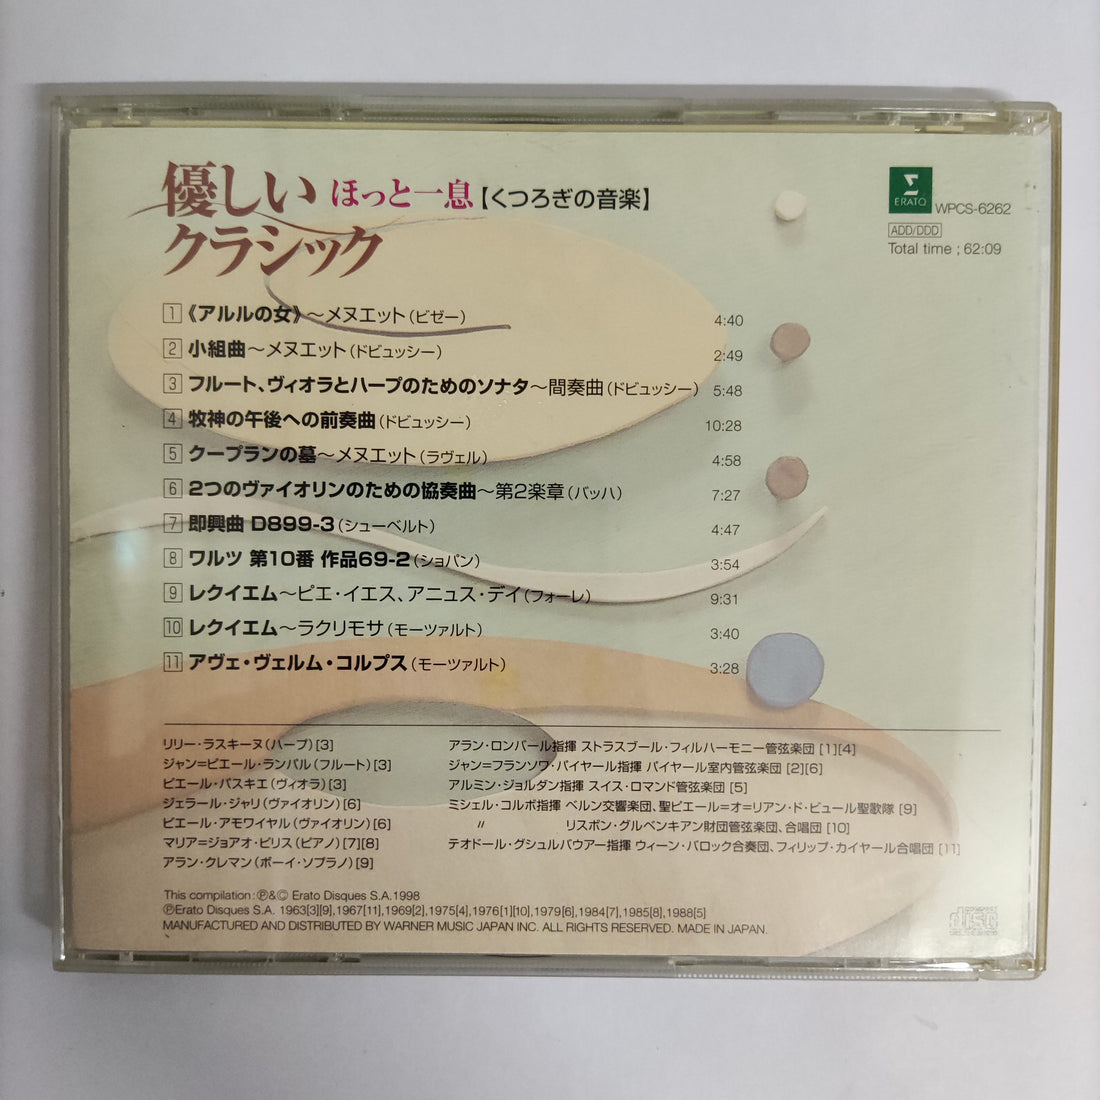 優しい ほっと一息【くつろぎの音楽】
クラシック
Σ
ERATO
WPCS-6262
ADD/DDD
Total time ; 62:09
1 《アルルの女》～メヌエット(ビゼー) 4:40
2 小組曲～メヌエット(ドビュッシー) 2:49
3 フルート、ヴィオラとハープのためのソナタ～間奏曲(ドビュッシー) 5:48
4 牧神の午後への前奏曲(ドビュッシー) 10:28
5 クープランの墓～メヌエット(ラヴェル) 4:58
6 2つのヴァイオリンのための協奏曲～第2楽章(バッハ) 7:27
7 即興曲 D899-3(シューベルト) 4:47
8 ワルツ 第10番 作品69-2(ショパン) 3:54
9 レクイエム～ピエ・イエス、アニュス・デイ(フォーレ) 9:31
10 レクイエム～ラクリモサ(モーツァルト) 3:40
11 アヴェ・ヴェルム・コルプス(モーツァルト) 3:28
リリー・ラスキーヌ(ハープ)[3]
ジャン=ピエール・ランパル(フルート)[3]
ピエール・パスキエ(ヴィオラ)[3]
ジェラール・ジャリ(ヴァイオリン)[6]
ピエール・アモワイヤル(ヴァイオリン)[6]
マリア=ジョアオ・ピリス(ピアノ)[7][8]
アラン・クレマン(ボーイ・ソプラノ)[9]
アラン・ロンバール指揮 ストラスブール・フィルハーモニー管弦楽団 [1][4]
ジャン=フランソワ・パイヤール指揮 パイヤール室内管弦楽団 [2][6]
アルミン・ジョルダン指揮 スイス・ロマンド管弦楽団 [5]
ミシェル・コルボ指揮 ベルン交響楽団、聖ピエール=オ=リアン・ド・ビュール聖歌隊 [9]
〃 リスボン・グルベンキアン財団管弦楽団、合唱団 [10]
テオドール・グシュルバウアー指揮 ウィーン・バロック合奏団、フィリップ・カイヤール合唱団 [11]
This compilation:Ⓟ&© Erato Disques S.A.1998
ⓅErato Disques S.A. 1963[3][9],1967[11],1969[2],1975[4],1976[1][10],1979[6],1984[7],1985[8],1988[5]
MANUFACTURED AND DISTRIBUTED BY WARNER MUSIC JAPAN INC. ALL RIGHTS RESERVED. MADE IN JAPAN.
disc